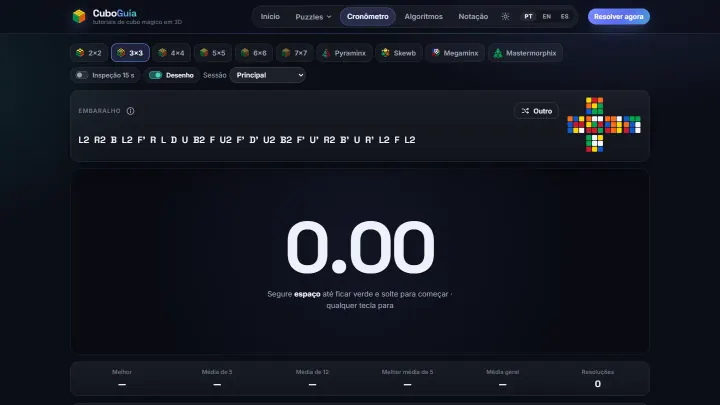 CuboGuia
tutoriais de cubo mágico em 3D
Início
Puzzles
Cronômetro
Algoritmos
Notação
PT
EN
ES
Resolver agora
2×2
3×3
4×4
5×5
6×6
7×7
Pyraminx
Skewb
Megaminx
Mastermorphix
Inspeção 15 s
Desenho
Sessão
Principal
EMBARALHO
Outro
L2 R2 B L2 F' R L D U B2 F U2 F' D' U2 B2 F' U' R2 B' U R' L2 F L2
0.00
Segure espaço até ficar verde e solte para começar ·
qualquer tecla para
Melhor
Média de 5
Média de 12
Melhor média de 5
Média geral
Resoluções
—
—
—
—
—
0